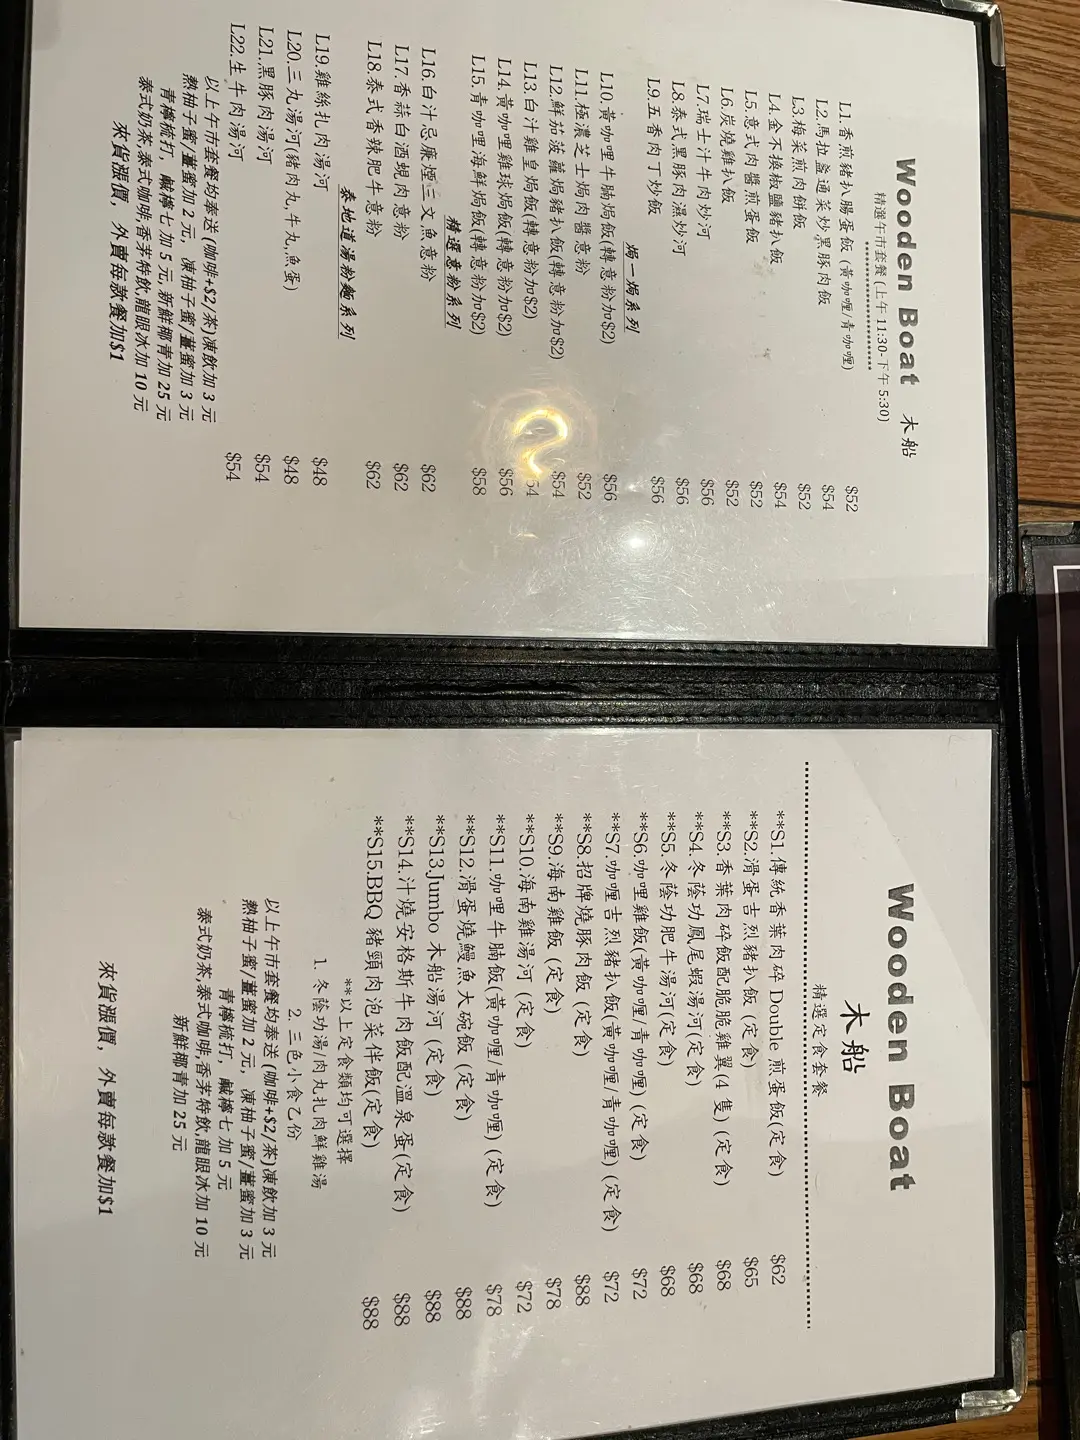 Wooden Boat 木船
精選午市套餐 (上午 11:30-下午 5:30)
L1.香煎豬扒腸蛋飯 (黃咖喱/青咖喱) $52
L2.馬拉盞通菜炒黑豚肉飯 $54
L3.梅菜煎肉餅飯 $52
L4.金不換椒鹽豬扒飯 $54
L5.意式肉醬煎蛋飯 $52
L6.炭燒雞扒飯 $52
L7.瑞士汁牛肉炒河 $56
L8.泰式黑豚肉濕炒河 $56
L9.五香肉丁炒飯 $56
焗一焗系列
L10.黃咖哩牛腩焗飯(轉意粉加$2) $56
L11.極濃芝士焗肉醬意粉 $52
L12.鮮茄菠蘿焗豬扒飯(轉意粉加$2) $54
L13.白汁雞皇焗飯(轉意粉加$2) 54
L14.黃咖哩雞球焗飯(轉意粉加$2) $56
L15.青咖哩海鮮焗飯(轉意粉加$2) $58
精選意粉系列
L16.白汁忌廉煙三文魚意粉 $62
L17.香蒜白酒蜆肉意粉 $62
L18.泰式香辣肥牛意粉 $62
泰地道湯粉麵系列
L19.雞絲扎肉湯河 $48
L20.三九湯河(豬肉丸,牛丸,魚蛋) $48
L21.黑豚肉湯河 $54
L22.生牛肉湯河 $54
以上午市套餐均奉送 (咖啡+$2/茶)凍飲加 3 元
熱柚子蜜/薑蜜加 2 元, 凍柚子蜜/薑蜜加 3 元
青檸梳打, 鹹檸七 加 5 元,新鮮椰青加 25 元
泰式奶茶,泰式咖啡,香茅特飲,龍眼冰加 10 元
來貨漲價, 外賣每款餐加$1
Wooden Boat
木船
精選定食套餐
**S1.傳統香葉肉碎 Double 煎蛋飯(定食) $62
**S2.滑蛋吉烈豬扒飯 (定食) $65
**S3.香葉肉碎飯配脆脆雞翼(4 隻) (定食) $68
**S4.冬蔭功鳳尾蝦湯河(定食) $68
**S5.冬蔭功肥牛湯河(定食) $68
**S6.咖哩雞飯(黃咖喱/青咖喱) (定食) $72
**S7.咖喱吉烈豬扒飯(黃咖喱/青咖喱) (定食) $72
**S8.招牌燒豚肉飯 (定食) $88
**S9.海南雞飯 (定食) $78
**S10.海南雞湯河 (定食) $72
**S11.咖哩牛腩飯(黃咖喱/青咖喱) (定食) $78
**S12.滑蛋燒鰻魚大碗飯 (定食) $88
**S13.Jumbo 木船湯河 (定食) $88
**S14.汁燒安格斯牛肉飯配溫泉蛋(定食) $88
**S15.BBQ 豬頸肉泡菜伴飯(定食) $88
**以上定食類均可選擇
1. 冬蔭功湯/肉丸扎肉鮮雞湯
2. 三色小食乙份
以上午市套餐均奉送 (咖啡+$2/茶)凍飲加 3 元
熱柚子蜜/薑蜜加 2 元, 凍柚子蜜/薑蜜加 3 元
青檸梳打, 鹹檸七 加 5 元
泰式奶茶,泰式咖啡,香茅特飲,龍眼冰加 10 元
新鮮椰青加 25 元
來貨漲價, 外賣每款餐加$1